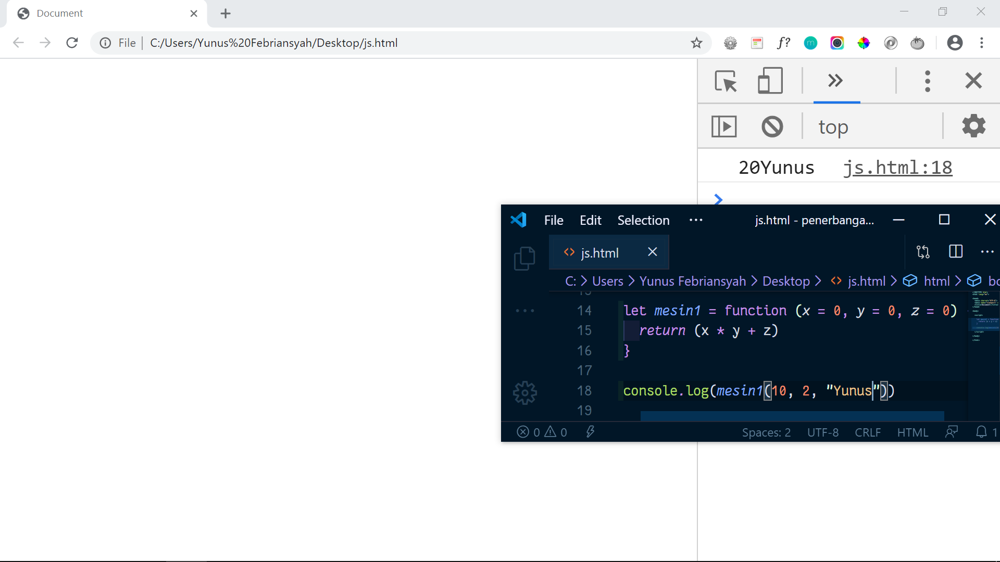 Document
File C:/Users/Yunus%20Febriansyah/Desktop/js.html
f?
m
top
20Yunus js.html:18
File Edit Selection ··· js.html - penerbanga...
js.html
C: > Users > Yunus Febriansyah > Desktop > js.html > html > bo
14 let mesin1 = function (x = 0, y = 0, z = 0)
15 return (x * y + z)
16 }
17
18 console.log(mesin1(10, 2, "Yunus"))
19
0 0 Spaces: 2 UTF-8 CRLF HTML 1